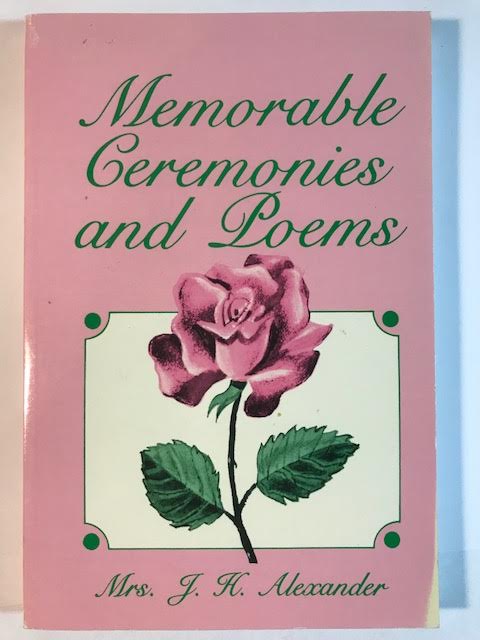 Memorable
Ceremonies
and Poems
Mrs. J. H. Alexander